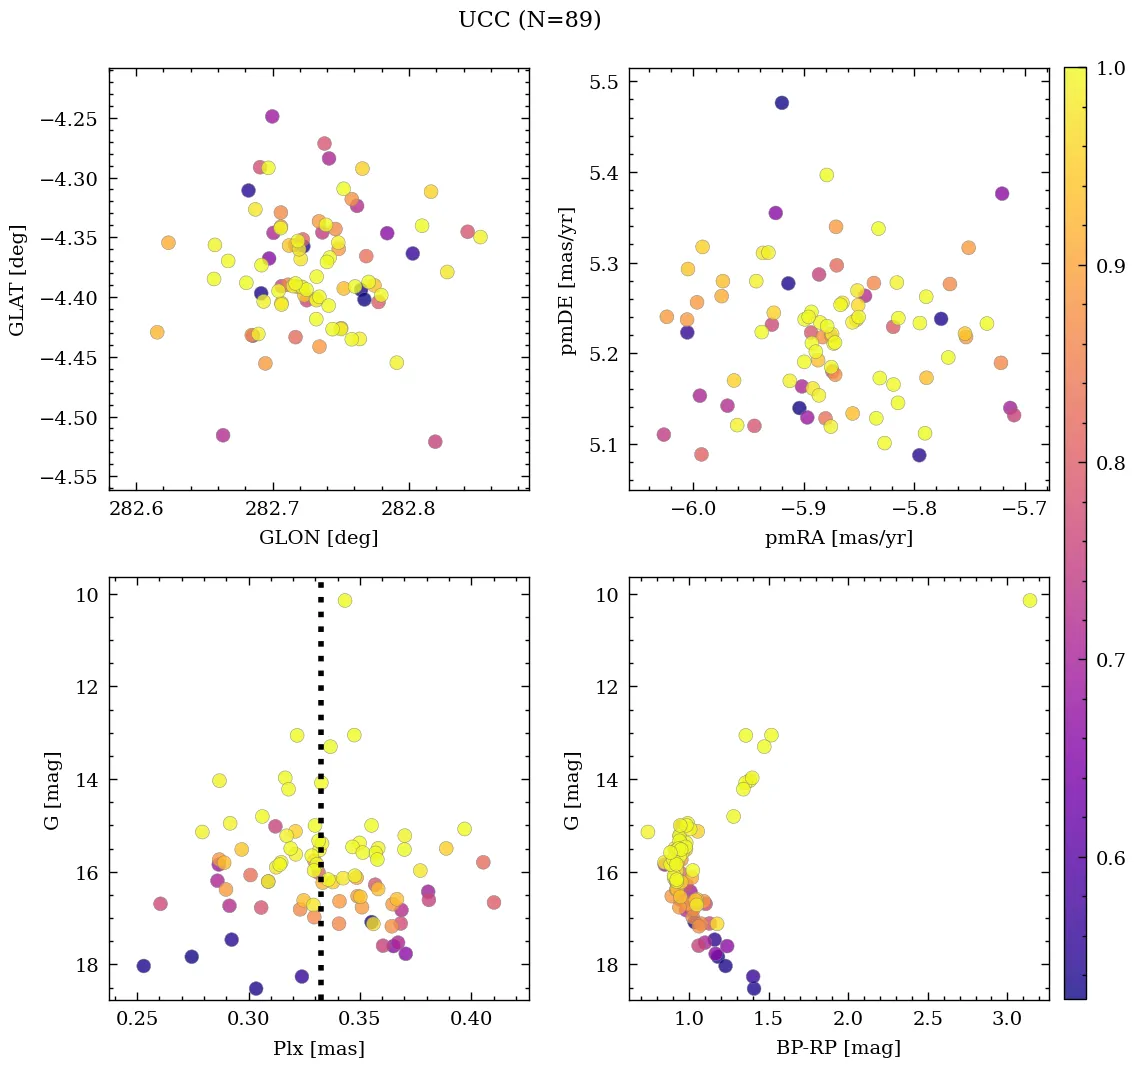 UCC (N=89)
−4.25
−4.30
−4.35
−4.40
−4.45
−4.50
−4.55
GLAT [deg]
282.6 282.7 282.8
GLON [deg]
5.5
5.4
5.3
5.2
5.1
pmDE [mas/yr]
−6.0 −5.9 −5.8 −5.7
pmRA [mas/yr]
10
12
14
16
18
G [mag]
0.25 0.30 0.35 0.40
Plx [mas]
10
12
14
16
18
G [mag]
1.0 1.5 2.0 2.5 3.0
BP-RP [mag]
1.0
0.9
0.8
0.7
0.6